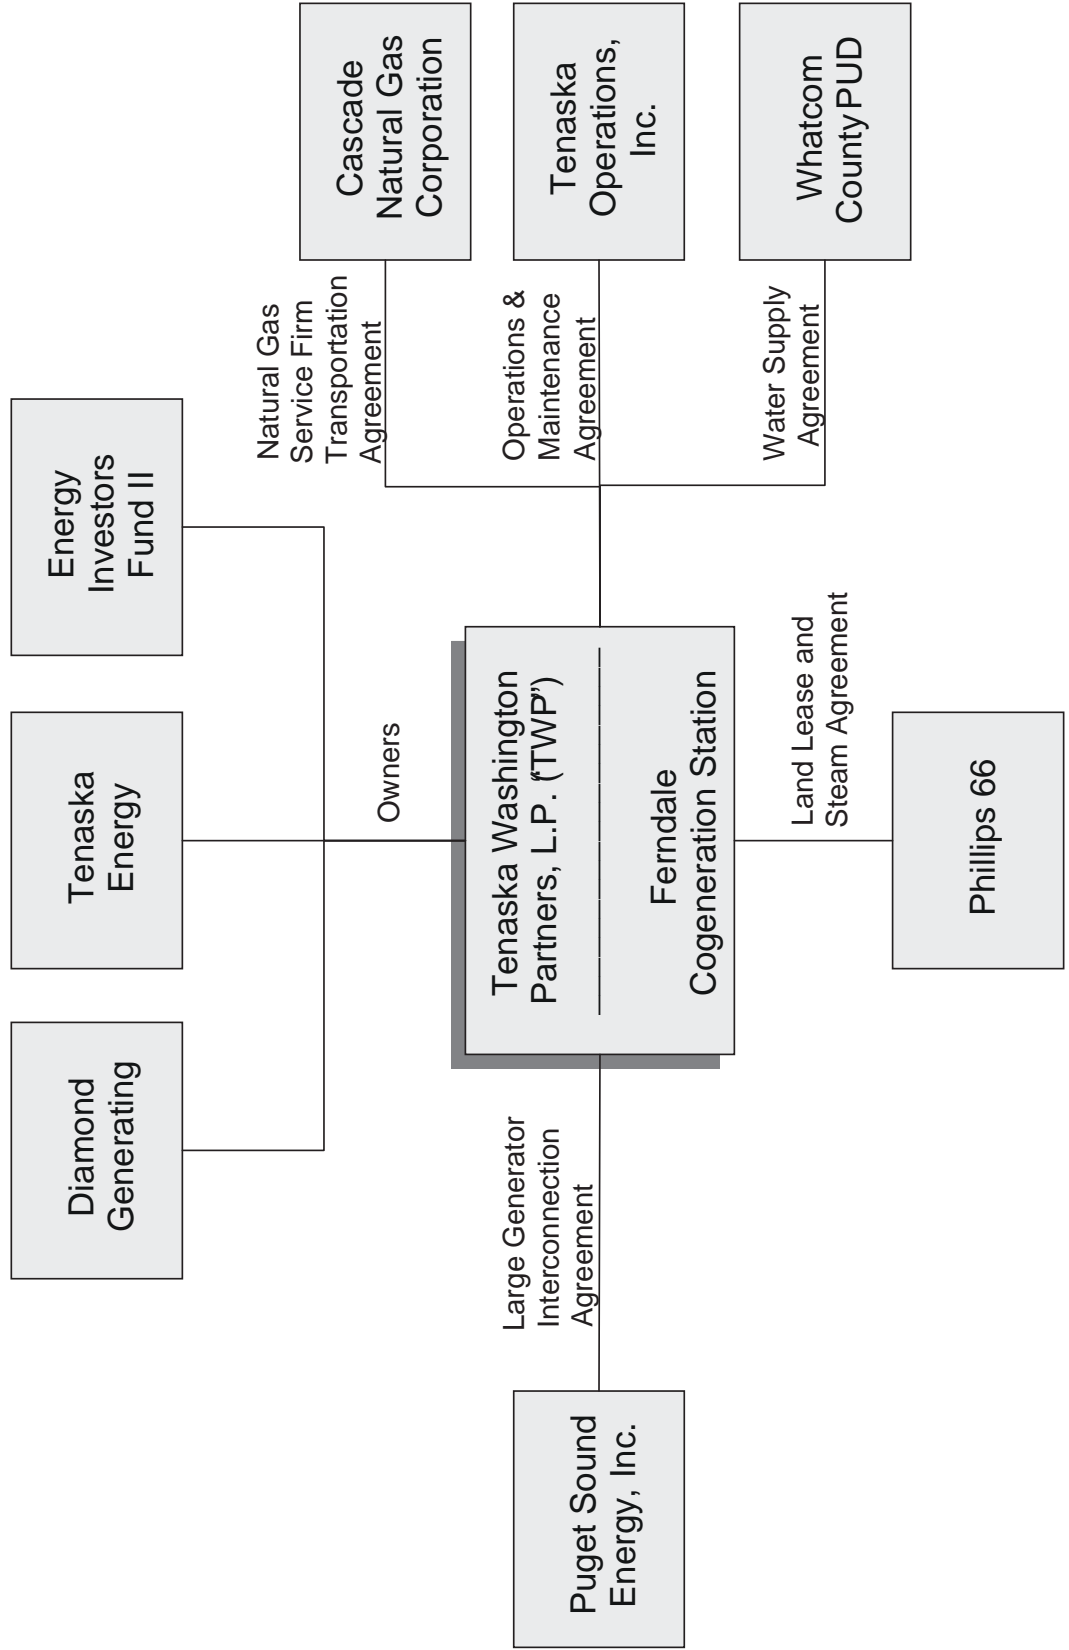 Diamond
Generating
Tenaska
Energy
Energy
Investors
Fund II
Owners
Puget Sound
Energy, Inc.
Large Generator
Interconnection
Agreement
Tenaska Washington
Partners, L.P. (“TWP”)
Ferndale
Cogeneration Station
Natural Gas
Service Firm
Transportation
Agreement
Cascade
Natural Gas
Corporation
Operations &
Maintenance
Agreement
Tenaska
Operations,
Inc.
Water Supply
Agreement
Whatcom
County PUD
Land Lease and
Steam Agreement
Phillips 66